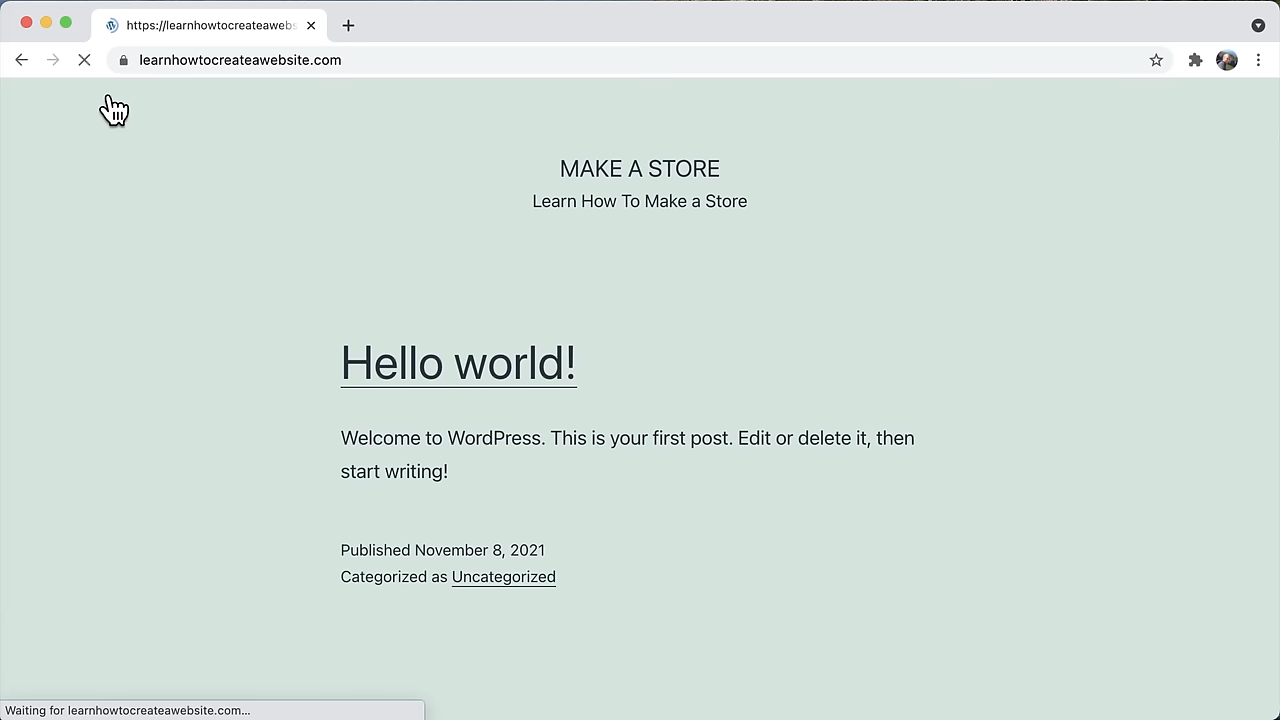 https://learnhowtocreateawebs
learnhowtocreateawebsite.com
MAKE A STORE
Learn How To Make a Store
Hello world!
Welcome to WordPress. This is your first post. Edit or delete it, then
start writing!
Published November 8, 2021
Categorized as Uncategorized
Waiting for learnhowtocreateawebsite.com...